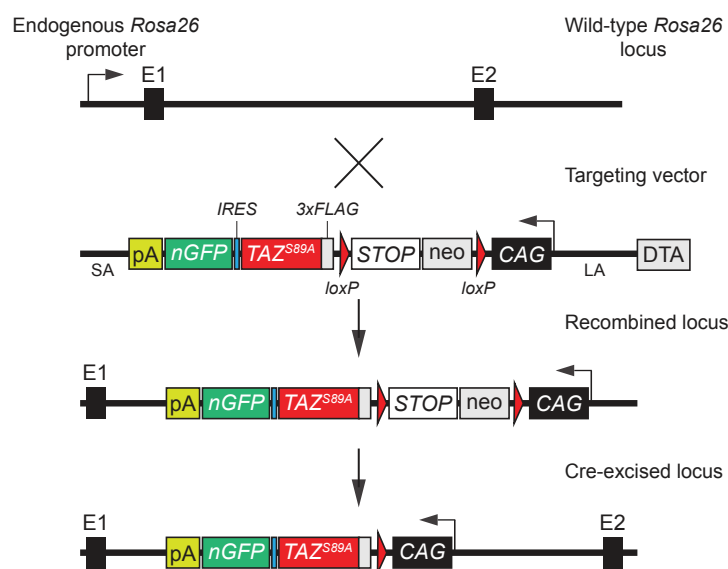 Endogenous Rosa26
promoter
Wild-type Rosa26
locus
E1
E2
Targeting vector
IRES
3xFLAG
SA
pA
nGFP
TAZS89A
loxP
STOP
neo
loxP
CAG
LA
DTA
Recombined locus
E1
pA
nGFP
TAZS89A
STOP
neo
CAG
Cre-excised locus
E1
pA
nGFP
TAZS89A
CAG
E2